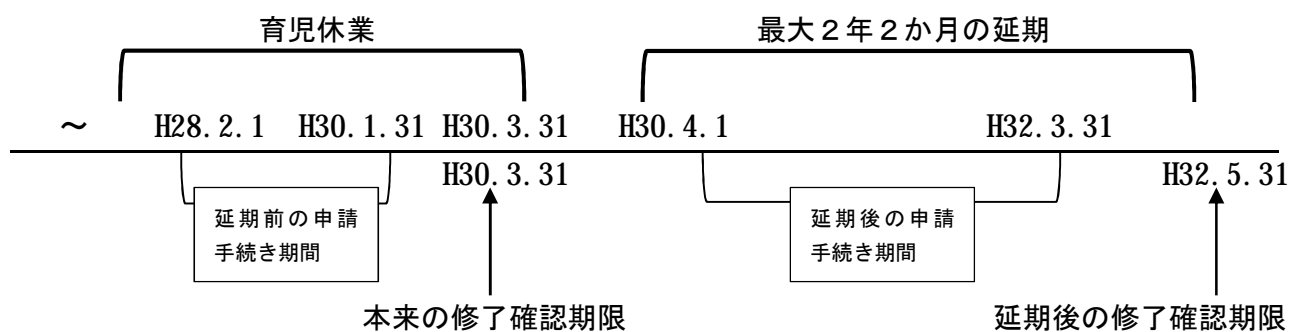 育児休業 最大２年２か月の延期
～ H28.2.1 H30.1.31 H30.3.31 H30.4.1 H32.3.31
H30.3.31 H32.5.31
延期前の申請
手続き期間
延期後の申請
手続き期間
本来の修了確認期限 延期後の修了確認期限